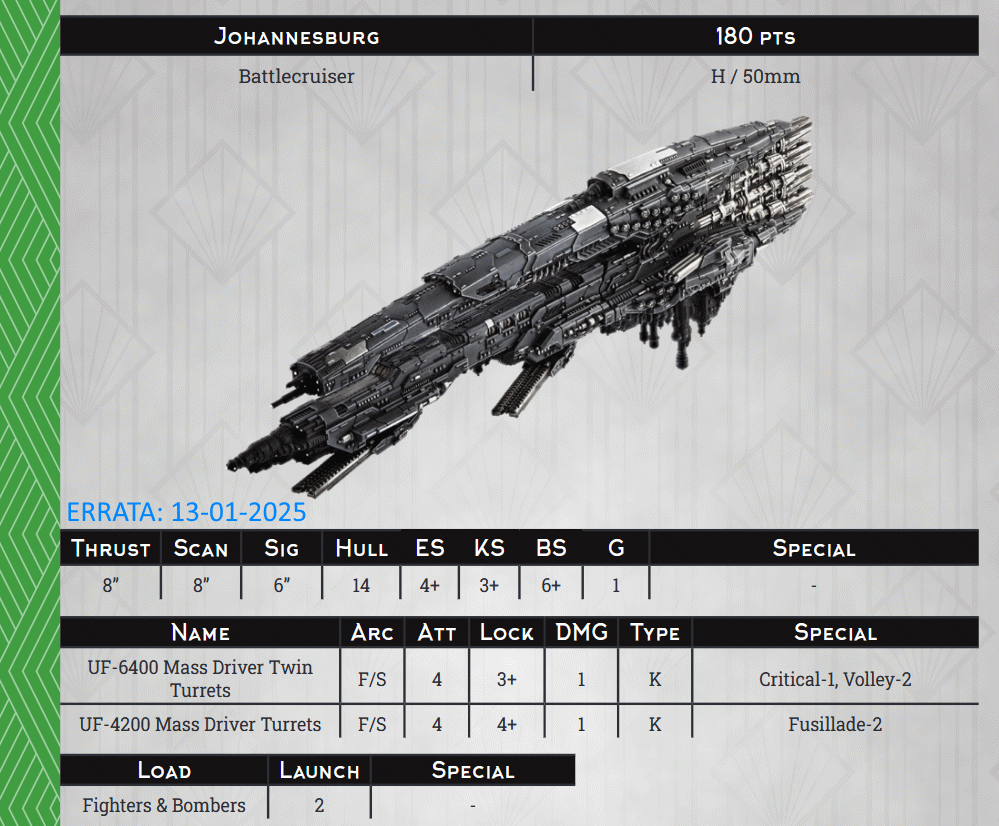 JOHANNESBURG 180 PTS
Battlecruiser H / 50mm
ERRATA: 13-01-2025
THRUST SCAN SIG HULL ES KS BS G SPECIAL
8” 8” 6” 14 4+ 3+ 6+ 1 -
NAME ARC ATT LOCK DMG TYPE SPECIAL
UF-6400 Mass Driver Twin
Turrets F/S 4 3+ 1 K Critical-1, Volley-2
UF-4200 Mass Driver Turrets F/S 4 4+ 1 K Fusillade-2
LOAD LAUNCH SPECIAL
Fighters & Bombers 2 -